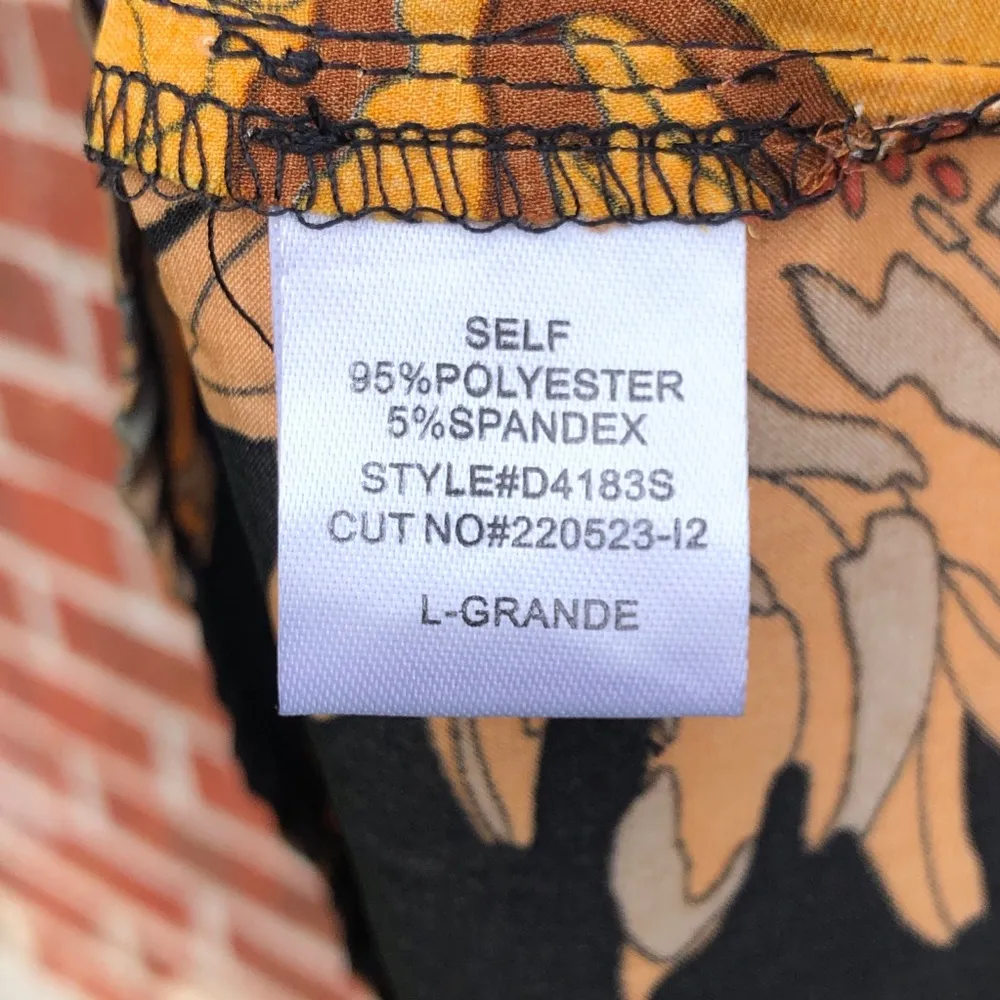 SELF
95%POLYESTER
5%SPANDEX
STYLE#D4183S
CUT NO#220523-I2
L-GRANDE